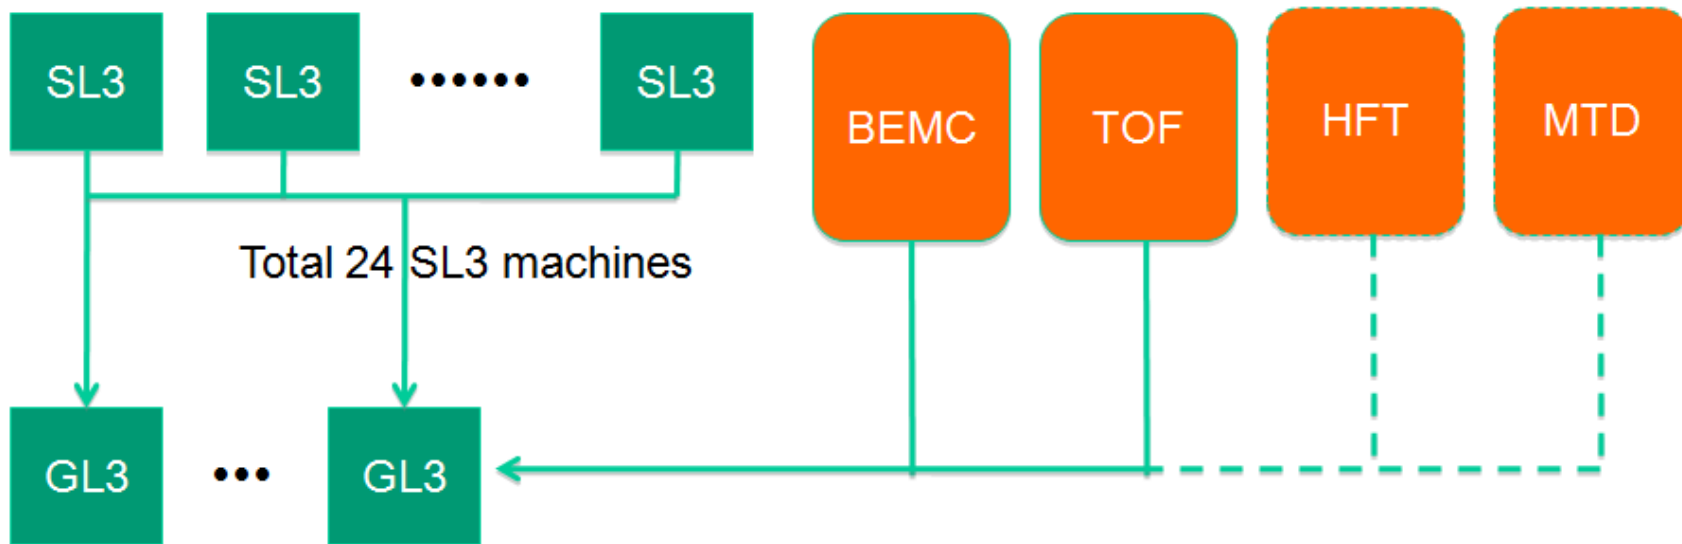 SL3
SL3
••••••
SL3
BEMC
TOF
HFT
MTD
Total 24 SL3 machines
GL3
•••
GL3